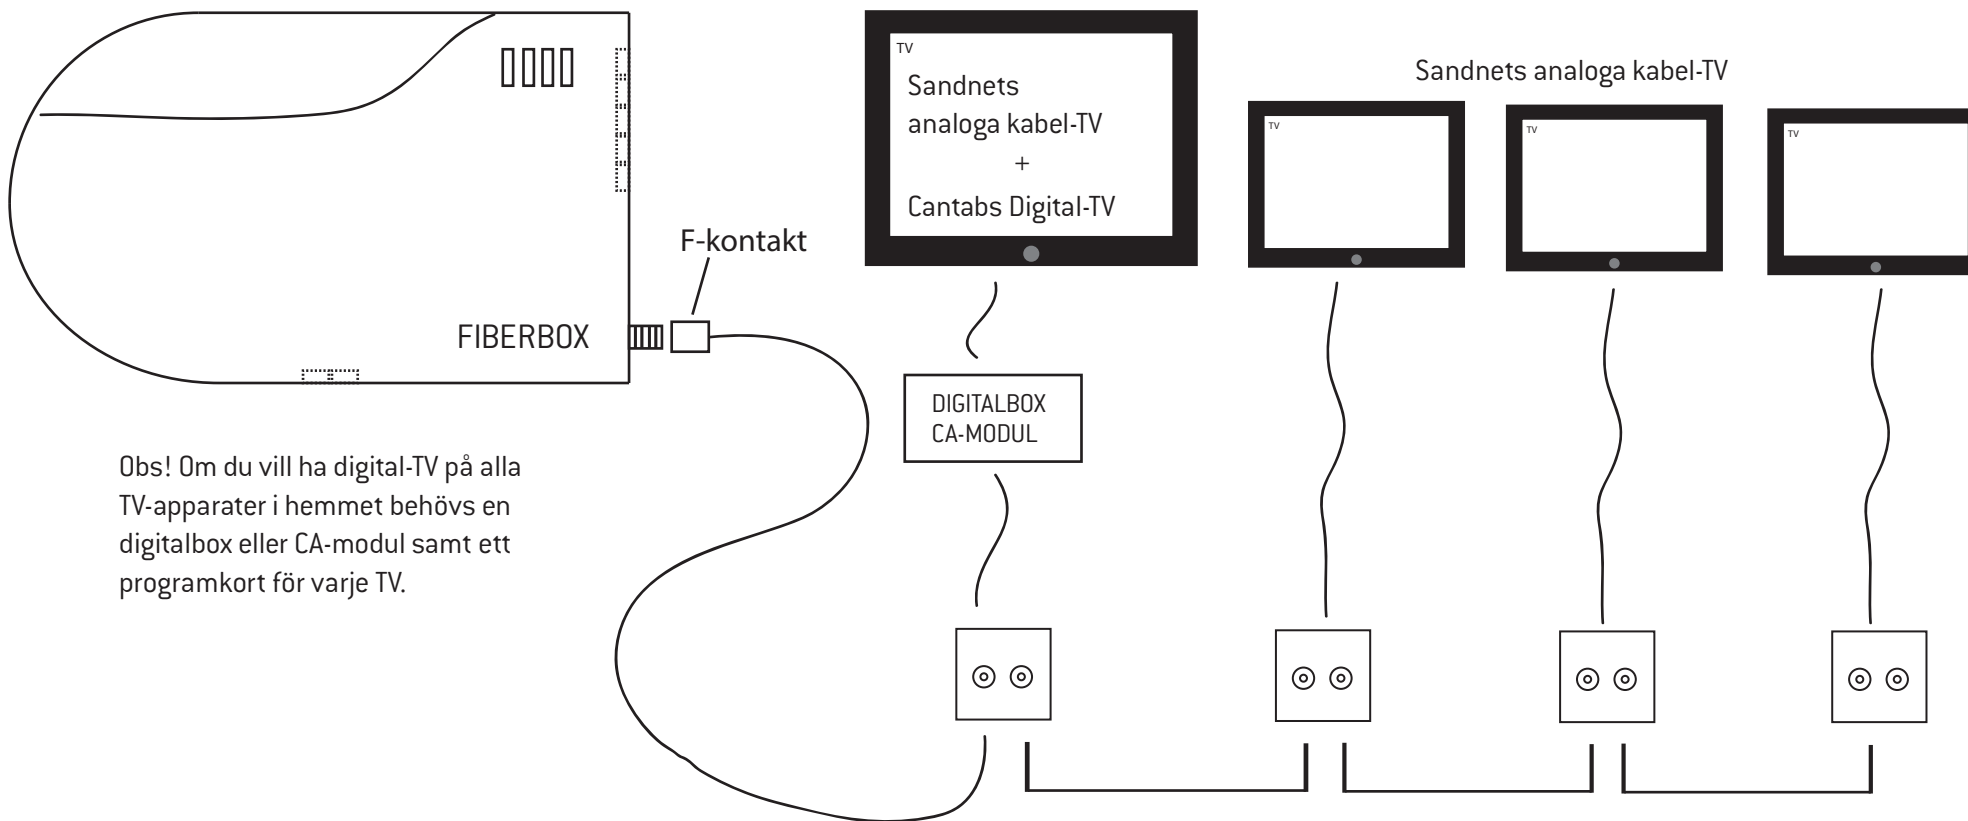 TV
Sandnets
analoga kabel-TV
+
Cantabs Digital-TV
Sandnets analoga kabel-TV
TV
TV
TV
F-kontakt
FIBERBOX
DIGITALBOX
CA-MODUL
Obs! Om du vill ha digital-TV på alla
TV-apparater i hemmet behövs en
digitalbox eller CA-modul samt ett
programkort för varje TV.